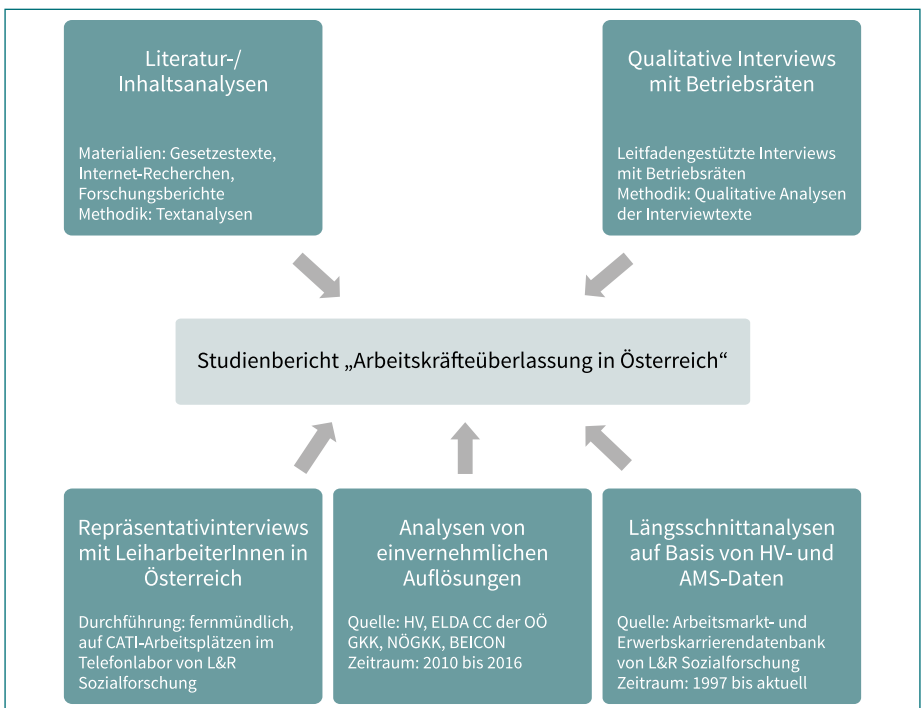 Literatur-/
Inhaltsanalysen
Materialien: Gesetzestexte,
Internet-Recherchen,
Forschungsberichte
Methodik: Textanalysen
Qualitative Interviews
mit Betriebsräten
Leitfadengestützte Interviews
mit Betriebsräten
Methodik: Qualitative Analysen
der Interviewtexte
Studienbericht „Arbeitskräfteüberlassung in Österreich“
Repräsentativinterviews
mit LeiharbeiterInnen in
Österreich
Durchführung: fernmündlich,
auf CATI-Arbeitsplätzen im
Telefonlabor von L&R
Sozialforschung
Analysen von
einvernehmlichen
Auflösungen
Quelle: HV, ELDA CC der OÖ
GKK, NÖGKK, BEICON
Zeitraum: 2010 bis 2016
Längsschnittanalysen
auf Basis von HV- und
AMS-Daten
Quelle: Arbeitsmarkt- und
Erwerbskarrierendatenbank
von L&R Sozialforschung
Zeitraum: 1997 bis aktuell